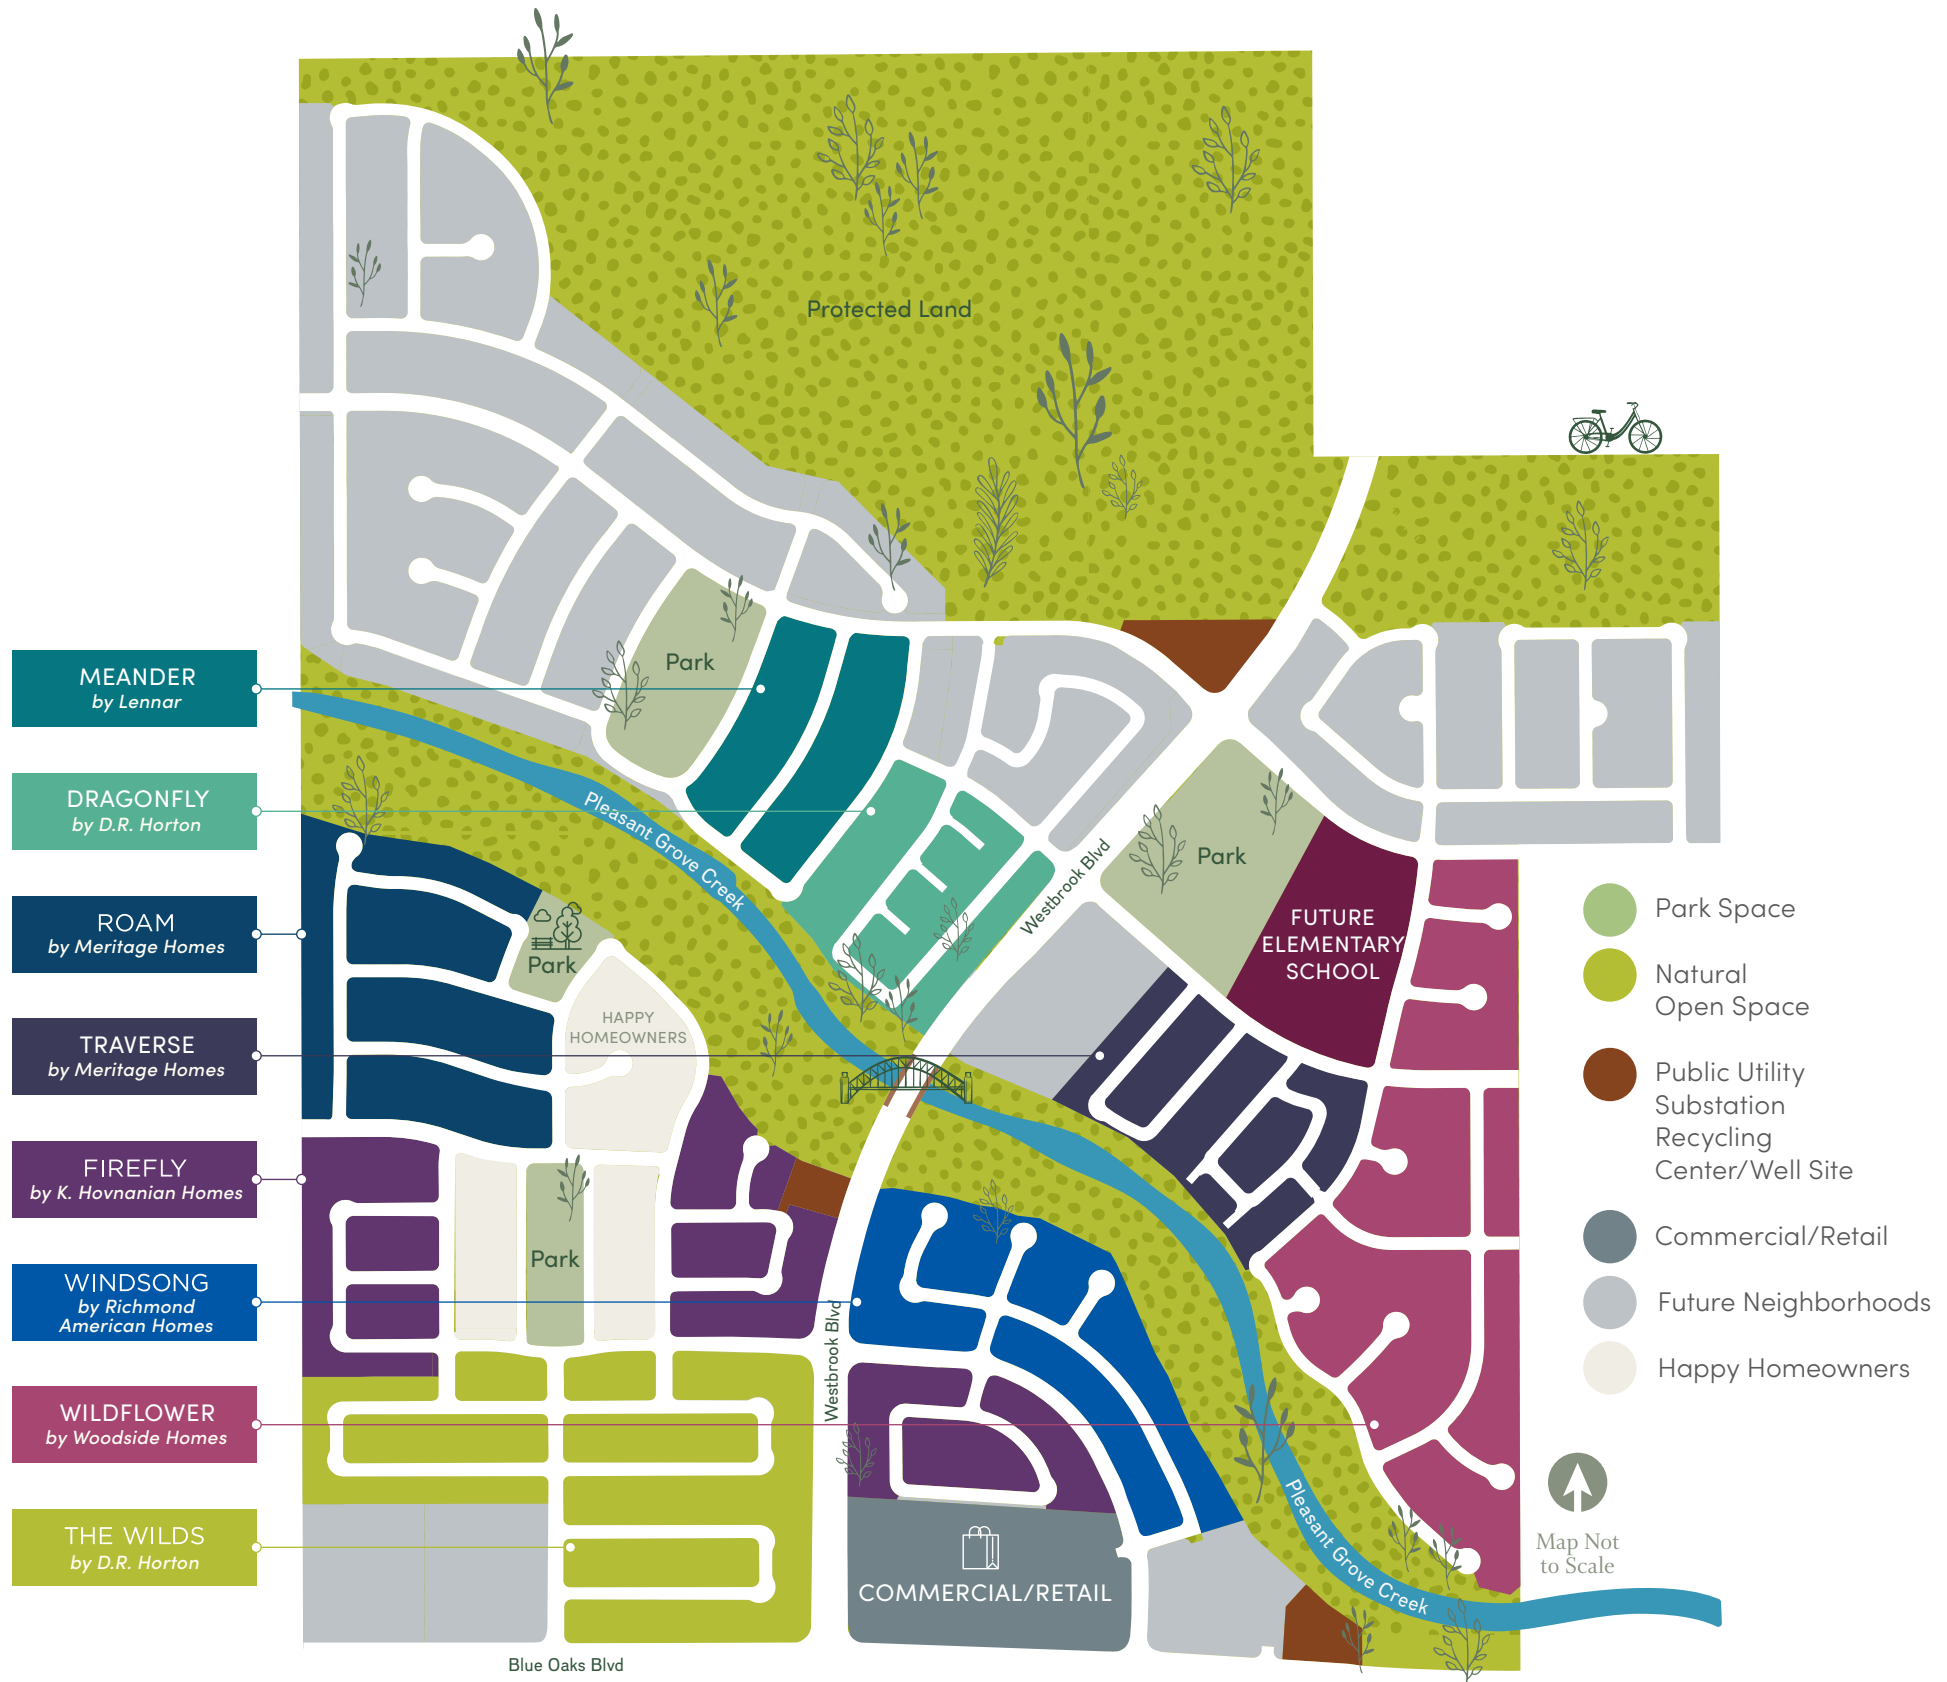 Protected Land
Park
MEANDER
by Lennar
DRAGONFLY
by D.R. Horton
Pleasant Grove Creek
Westbrook Blvd
Park
ROAM
by Meritage Homes
Park
FUTURE
ELEMENTARY
SCHOOL
HAPPY
HOMEOWNERS
TRAVERSE
by Meritage Homes
FIREFLY
by K. Hovnanian Homes
Park
WINDSONG
by Richmond
American Homes
Westbrook Blvd
WILDFLOWER
by Woodside Homes
THE WILDS
by D.R. Horton
Pleasant Grove Creek
COMMERCIAL/RETAIL
Blue Oaks Blvd
Park Space
Natural
Open Space
Public Utility
Substation
Recycling
Center/Well Site
Commercial/Retail
Future Neighborhoods
Happy Homeowners
Map Not
to Scale